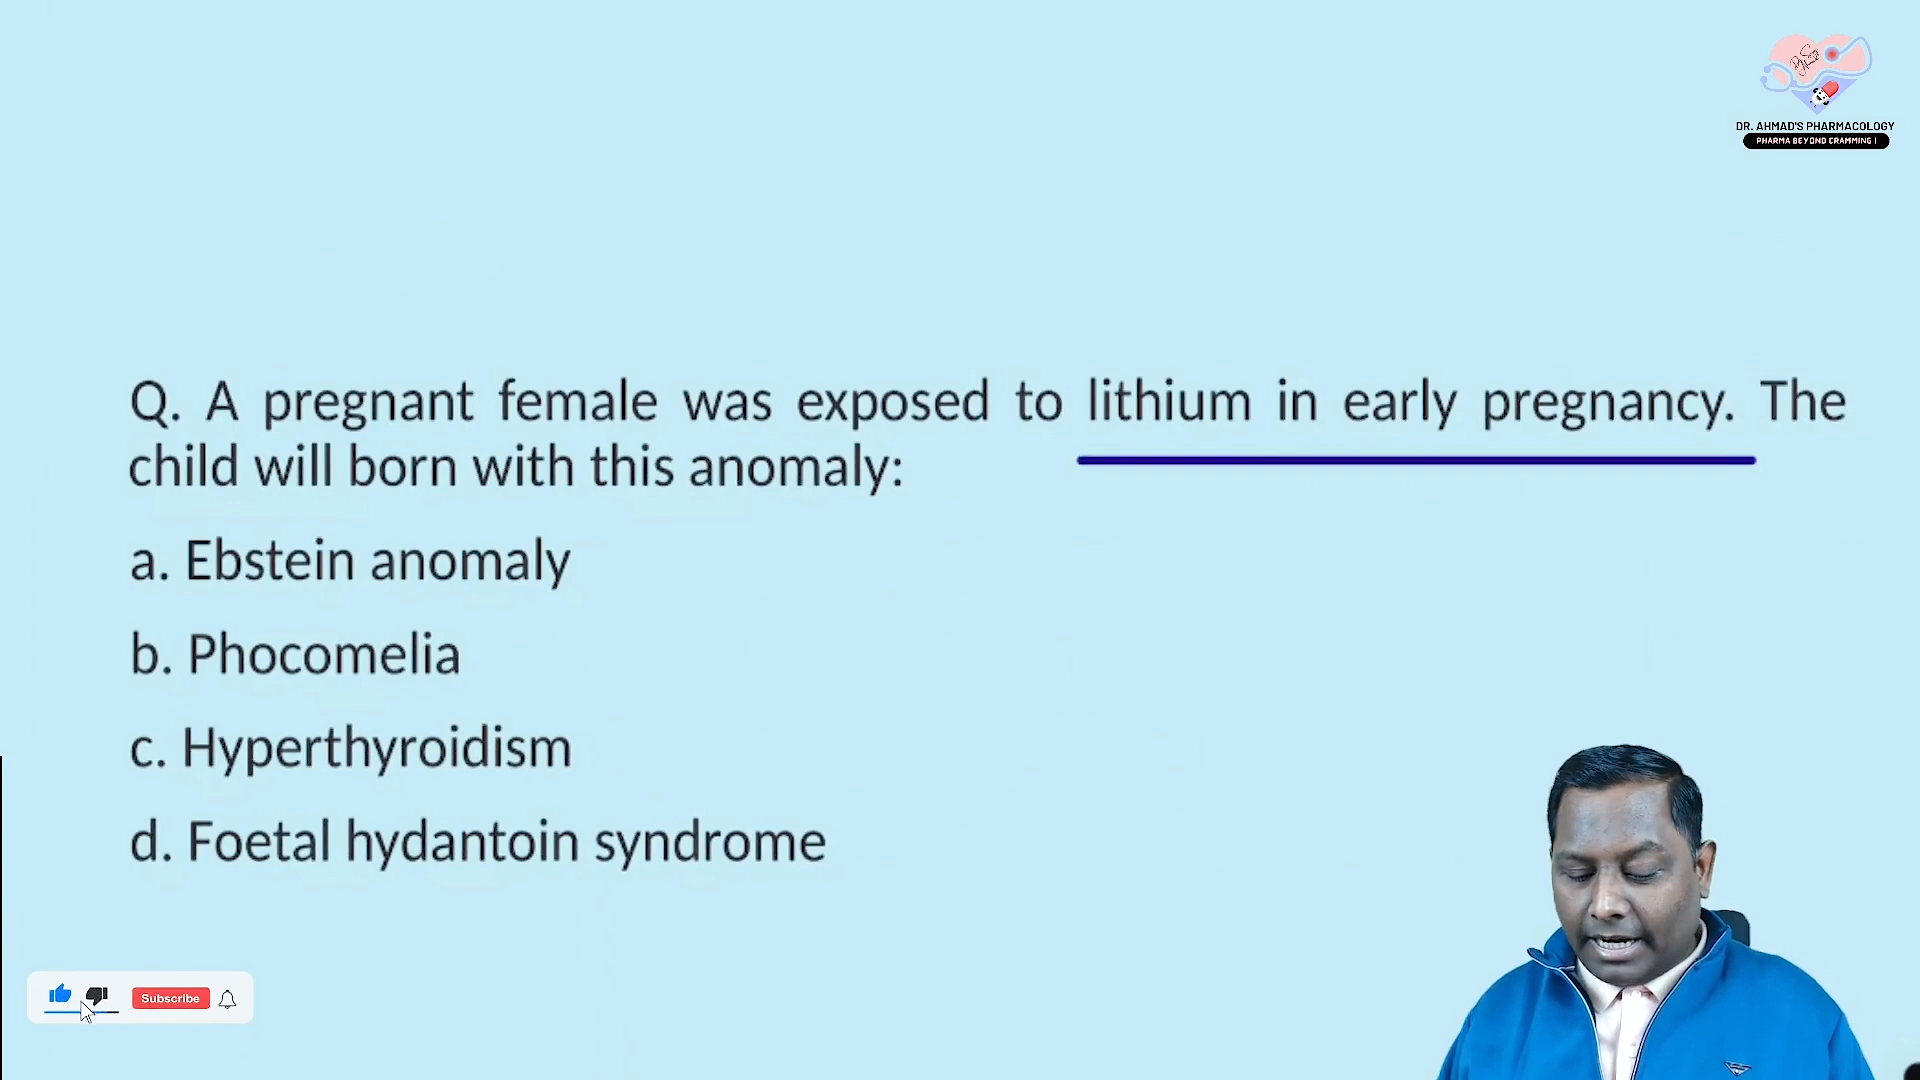 DR. AHMAD'S PHARMACOLOGY
PHARMA BEYOND CRAMMING !
Q. A pregnant female was exposed to lithium in early pregnancy. The
child will born with this anomaly:
a. Ebstein anomaly
b. Phocomelia
c. Hyperthyroidism
d. Foetal hydantoin syndrome
Subscribe